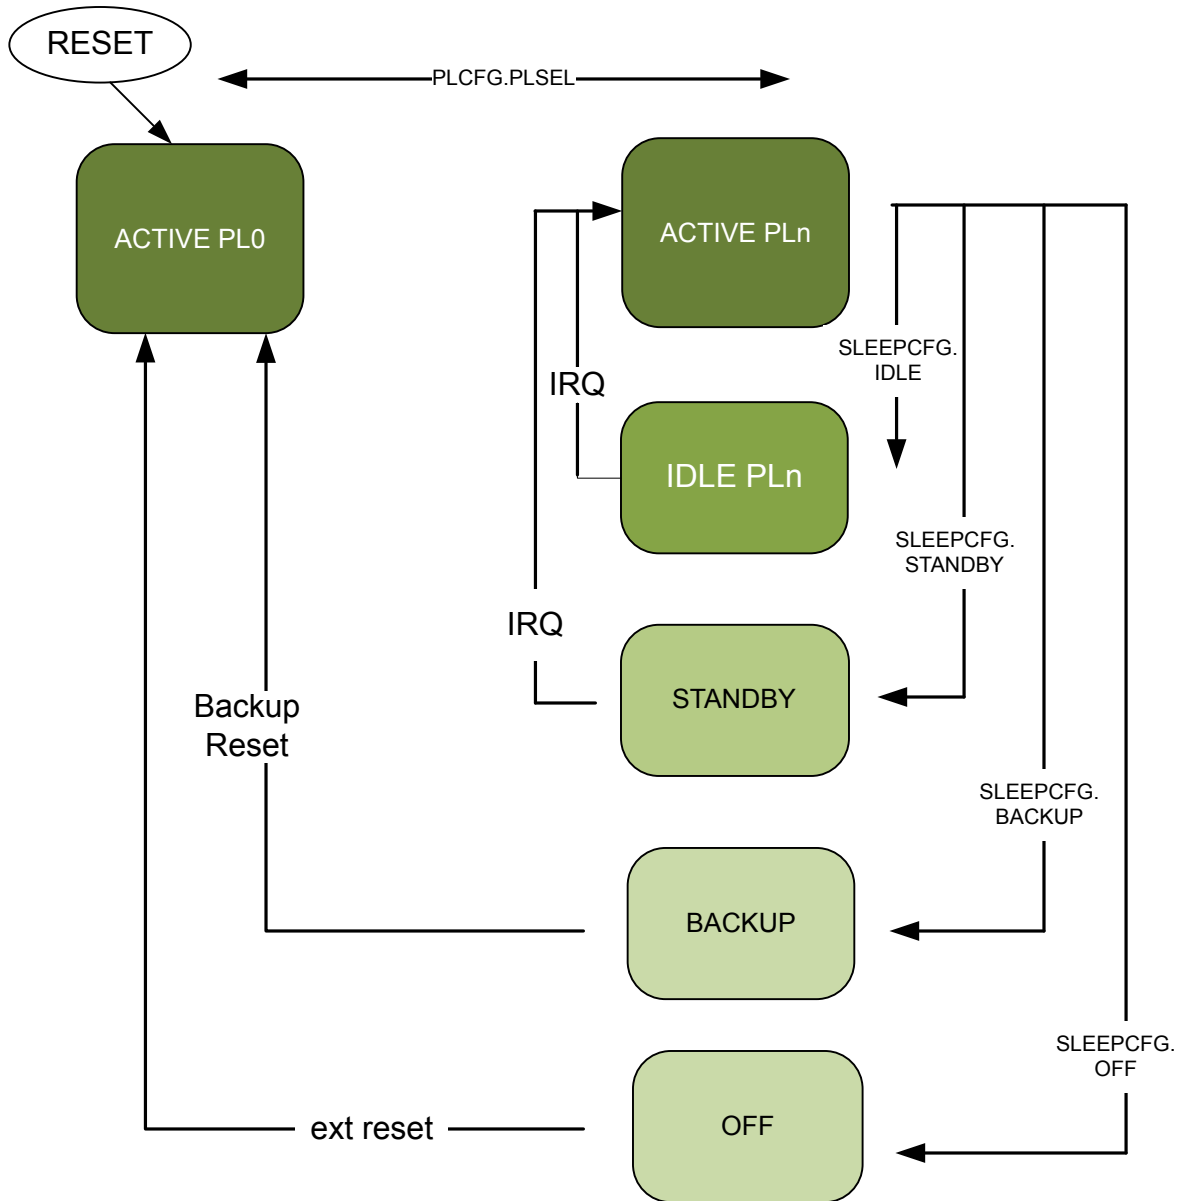 RESET
PLCFG.PLSEL
ACTIVE PL0
ACTIVE PLn
SLEEPCFG.
IDLE
IRQ
IDLE PLn
SLEEPCFG.
STANDBY
IRQ
STANDBY
Backup
Reset
SLEEPCFG.
BACKUP
BACKUP
SLEEPCFG.
OFF
ext reset
OFF